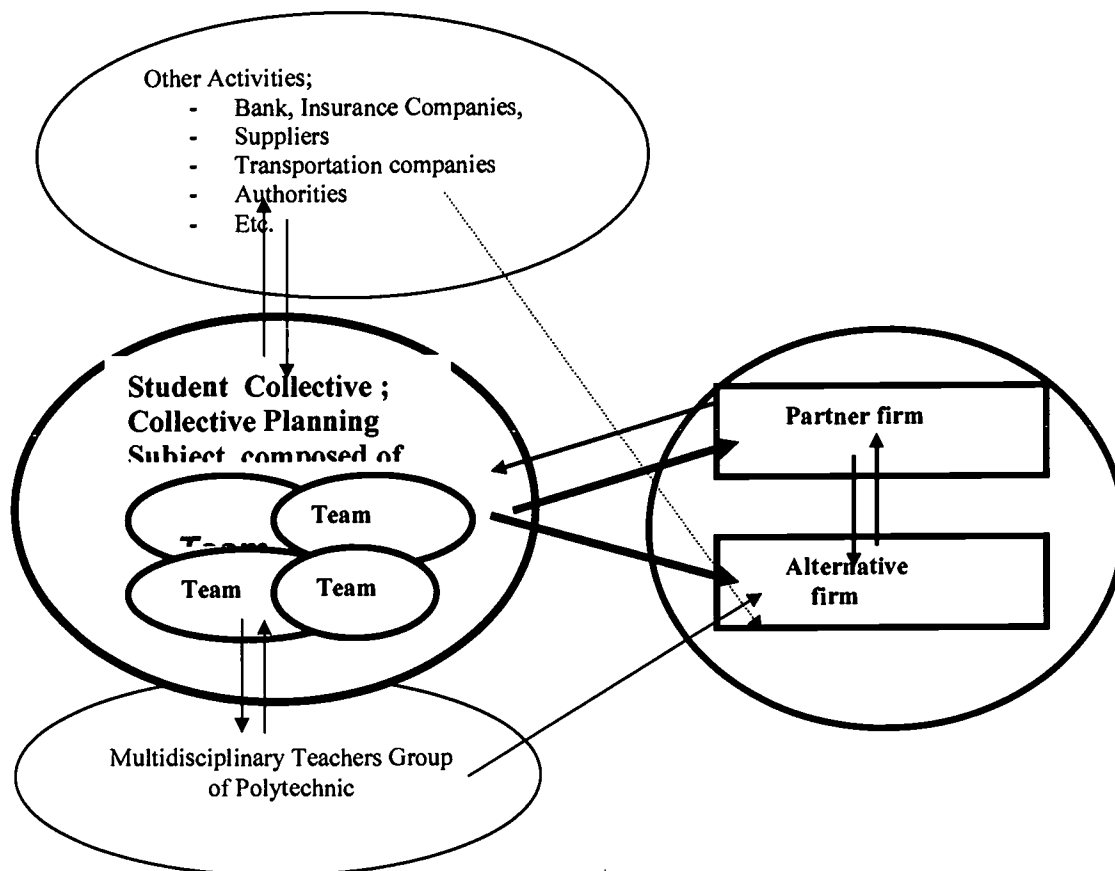 Other Activities;
- Bank, Insurance Companies,
- Suppliers
- Transportation companies
- Authorities
- Etc.
Student Collective ;
Collective Planning
Subject composed of
Partner firm
Team
Team
Alternative
firm
Team
Team
Multidisciplinary Teachers Group
of Polytechnic